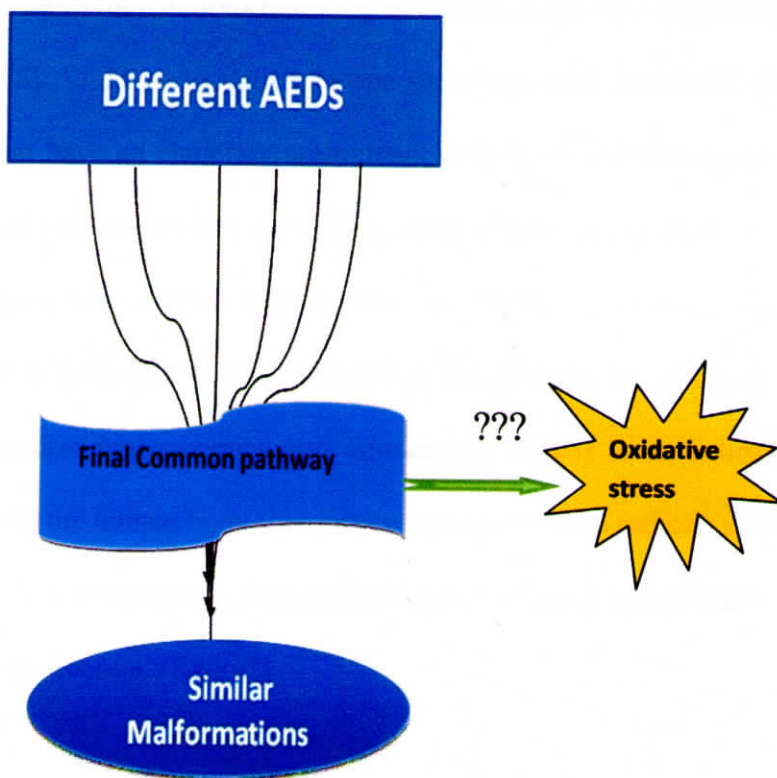 Different AEDs
Final Common pathway
???
Oxidative
stress
Similar
Malformations